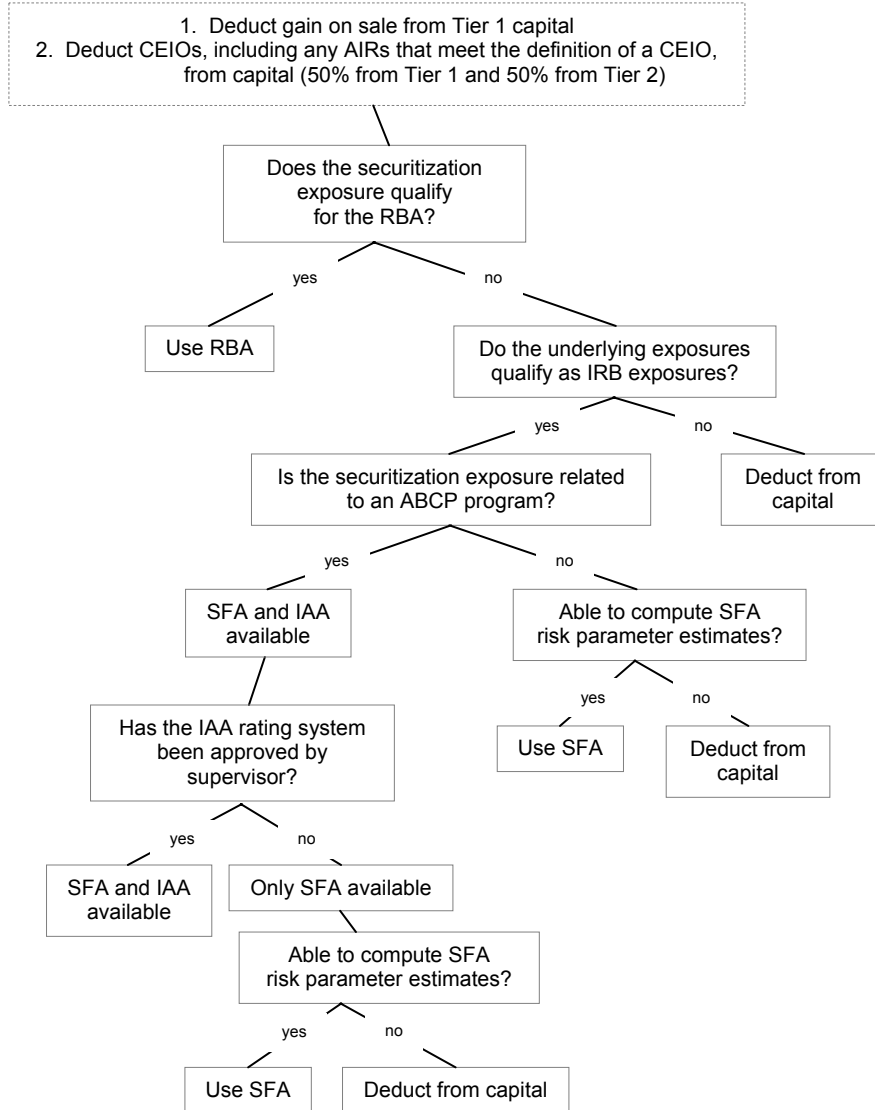 1. Deduct gain on sale from Tier 1 capital
2. Deduct CEIOs, including any AIRs that meet the definition of a CEIO,
from capital (50% from Tier 1 and 50% from Tier 2)
Does the securitization
exposure qualify
for the RBA?
yes
no
Use RBA
Do the underlying exposures
qualify as IRB exposures?
yes
no
Is the securitization exposure related
to an ABCP program?
Deduct from
capital
yes
no
SFA and IAA
available
Able to compute SFA
risk parameter estimates?
yes
no
Has the IAA rating system
been approved by
supervisor?
Use SFA
Deduct from
capital
yes
no
SFA and IAA
available
Only SFA available
Able to compute SFA
risk parameter estimates?
yes
no
Use SFA
Deduct from capital